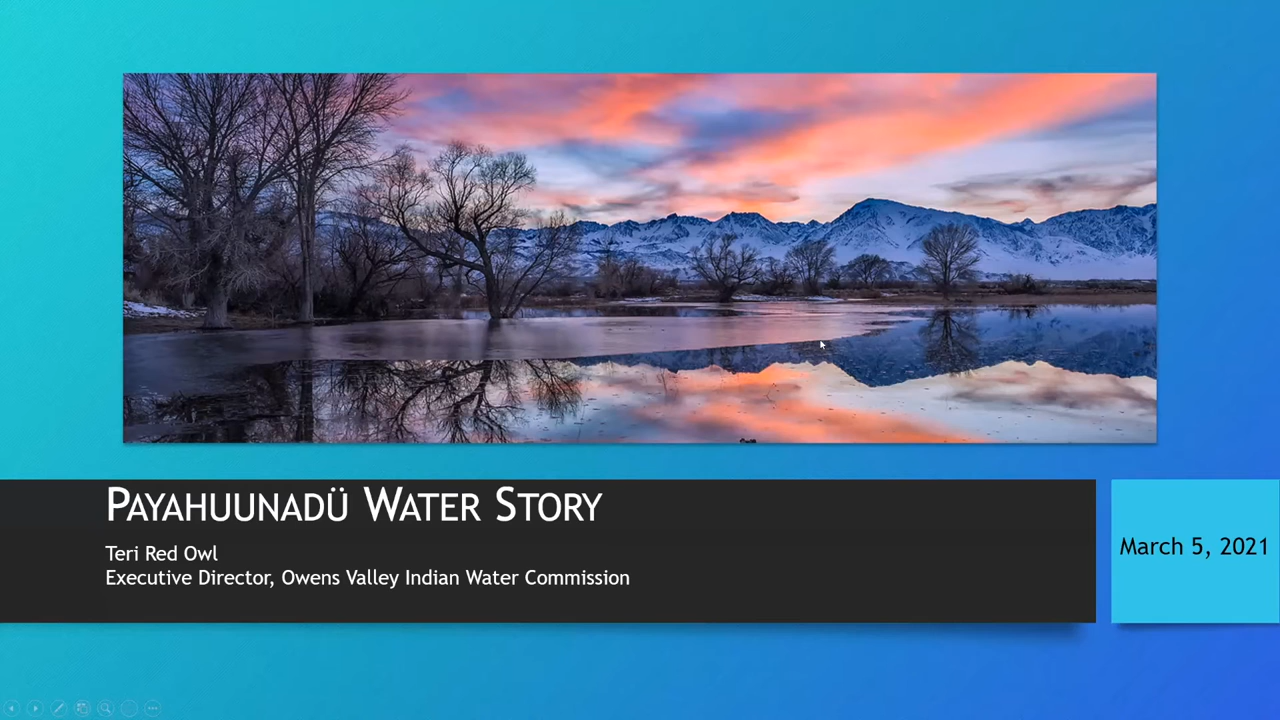 Payahuunadü Water Story
Teri Red Owl
Executive Director, Owens Valley Indian Water Commission
March 5, 2021